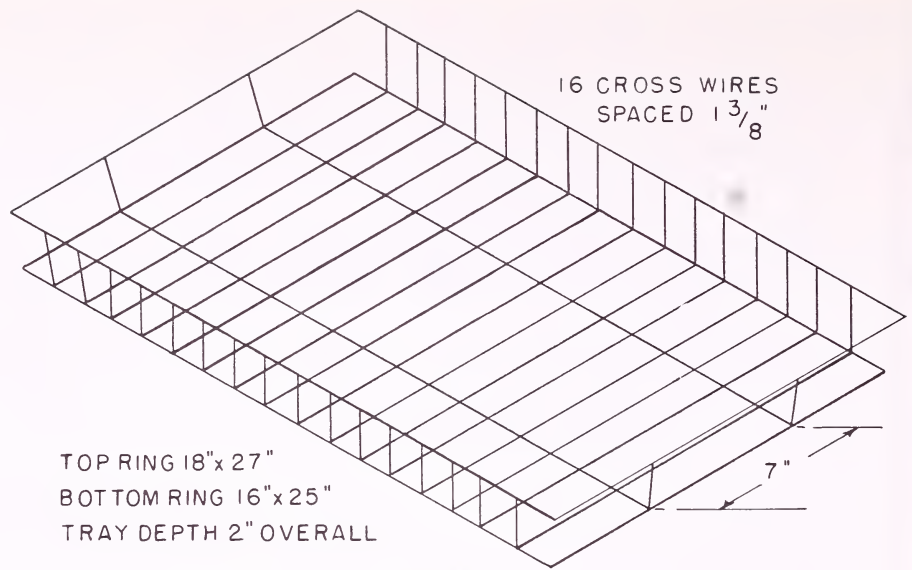 16 CROSS WIRES
SPACED 1 3/8"
7"
TOP RING 18"x 27"
BOTTOM RING 16"x 25"
TRAY DEPTH 2" OVERALL